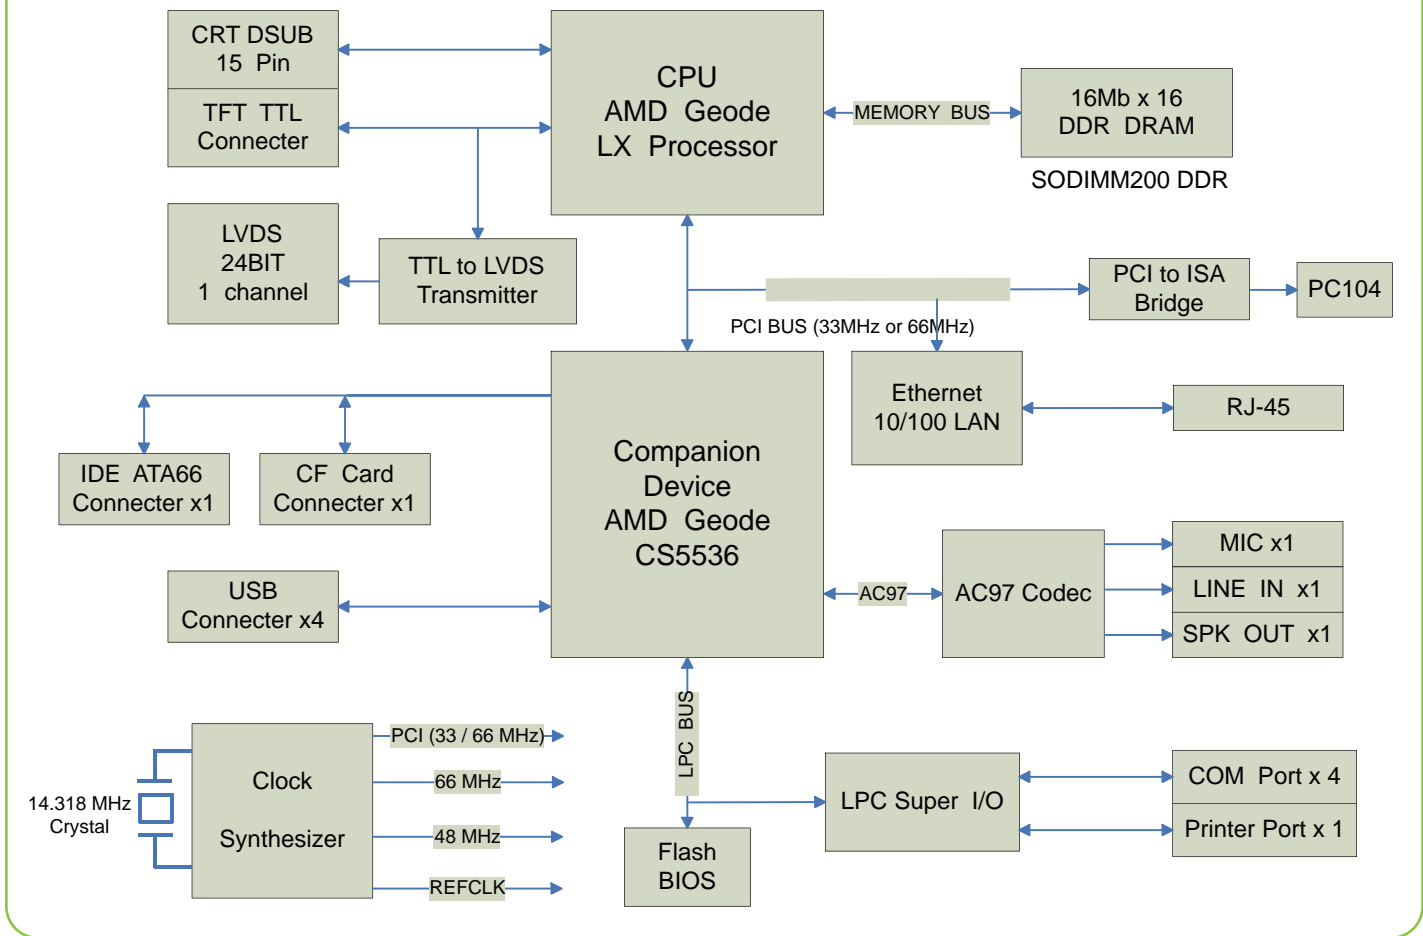 CRT DSUB
15 Pin
TFT TTL
Connecter
CPU
AMD Geode
LX Processor
MEMORY BUS
16Mb x 16
DDR DRAM
SODIMM200 DDR
LVDS
24BIT
1 channel
TTL to LVDS
Transmitter
PCI BUS (33MHz or 66MHz)
PCI to ISA
Bridge
PC104
Ethernet
10/100 LAN
RJ-45
IDE ATA66
Connecter x1
CF Card
Connecter x1
Companion
Device
AMD Geode
CS5536
USB
Connecter x4
AC97
AC97 Codec
MIC x1
LINE IN x1
SPK OUT x1
LPC BUS
14.318 MHz
Crystal
Clock
Synthesizer
PCI (33 / 66 MHz)
66 MHz
48 MHz
REFCLK
Flash
BIOS
LPC Super I/O
COM Port x 4
Printer Port x 1